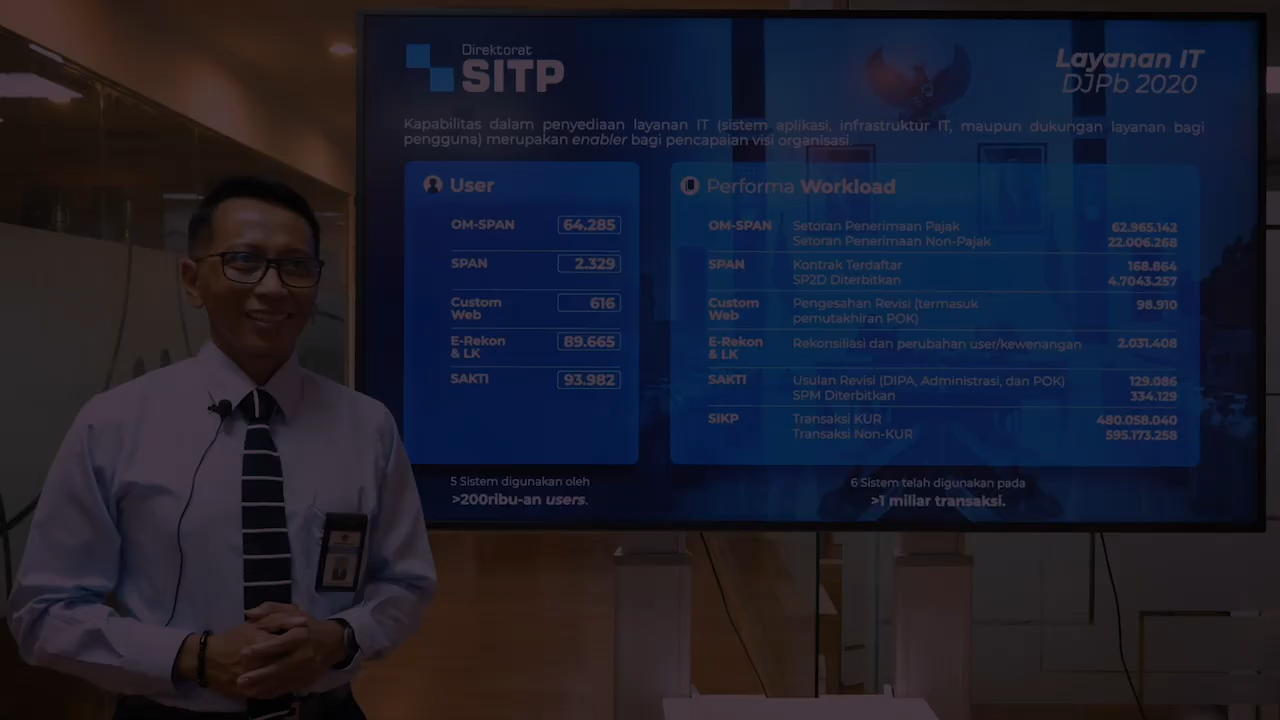 Direktorat
SITP
Layanan IT
DJPb 2020
Kapabilitas dalam penyediaan layanan IT (sistem aplikasi, infrastruktur IT, maupun dukungan layanan bagi
pengguna) merupakan enabler bagi pencapaian visi organisasi.
User
OM-SPAN 64.285
SPAN 2.329
Custom 616
Web
E-Rekon 89.665
& LK
SAKTI 93.982
5 Sistem digunakan oleh
>200ribu-an users.
Performa Workload
OM-SPAN Setoran Penerimaan Pajak 62.965.142
Setoran Penerimaan Non-Pajak 22.006.268
SPAN Kontrak Terdaftar 168.864
SP2D Diterbitkan 4.7043.257
Custom Pengesahan Revisi (termasuk 98.910
Web pemutakhiran POK)
E-Rekon Rekonsiliasi dan perubahan user/kewenangan 2.031.408
& LK
SAKTI Usulan Revisi (DIPA, Administrasi, dan POK) 129.086
SPM Diterbitkan 334.129
SIKP Transaksi KUR 480.058.040
Transaksi Non-KUR 595.173.258
6 Sistem telah digunakan pada
>1 miliar transaksi.